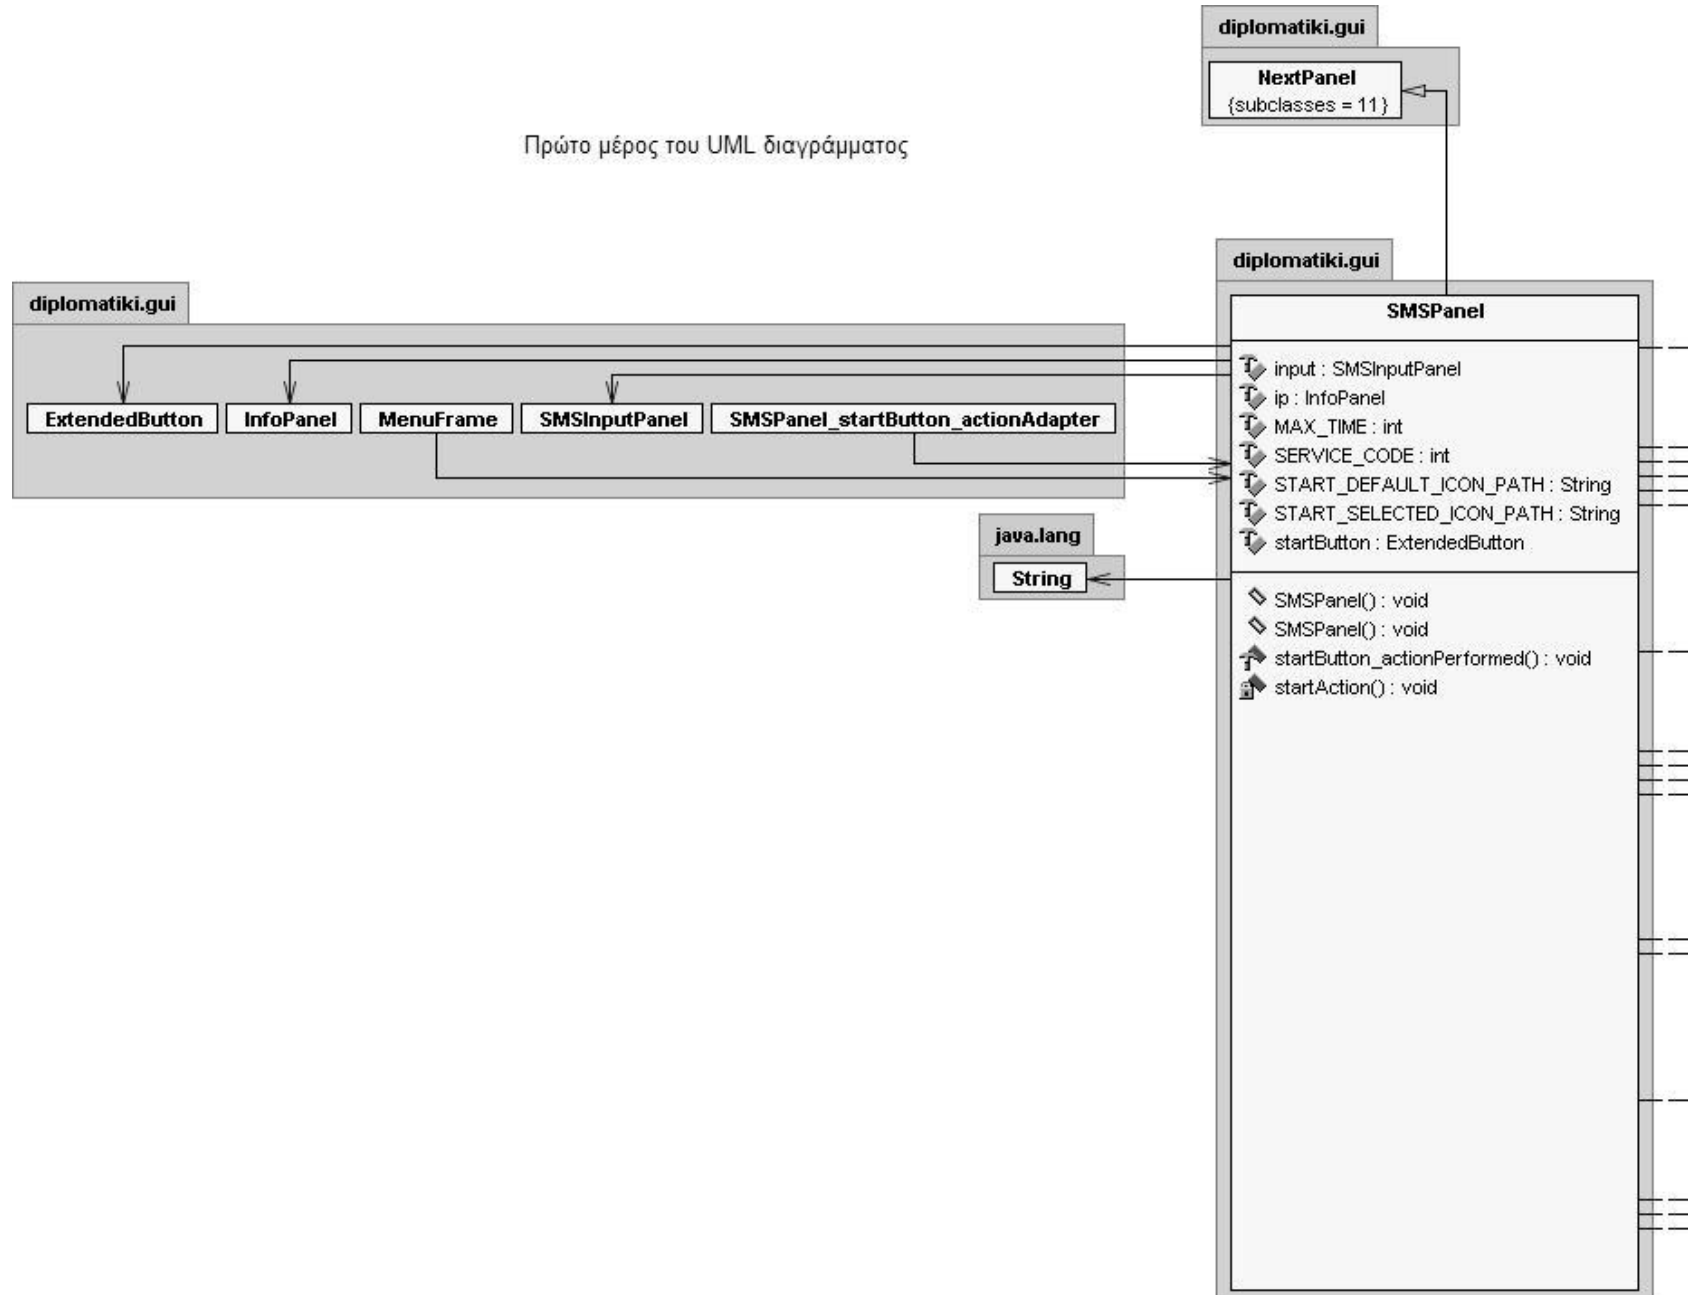 diplomatiki.gui
NextPanel
{subclasses = 11}
Πρώτο μέρος του UML διαγράμματος
diplomatiki.gui
diplomatiki.gui
SMSPanel
input : SMSInputPanel
ip : InfoPanel
MAX_TIME : int
SERVICE_CODE : int
START_DEFAULT_ICON_PATH : String
START_SELECTED_ICON_PATH : String
startButton : ExtendedButton
ExtendedButton
InfoPanel
MenuFrame
SMSInputPanel
SMSPanel_startButton_actionAdapter
java.lang
String
SMSPanel() : void
SMSPanel() : void
startButton_actionPerformed() : void
startAction() : void